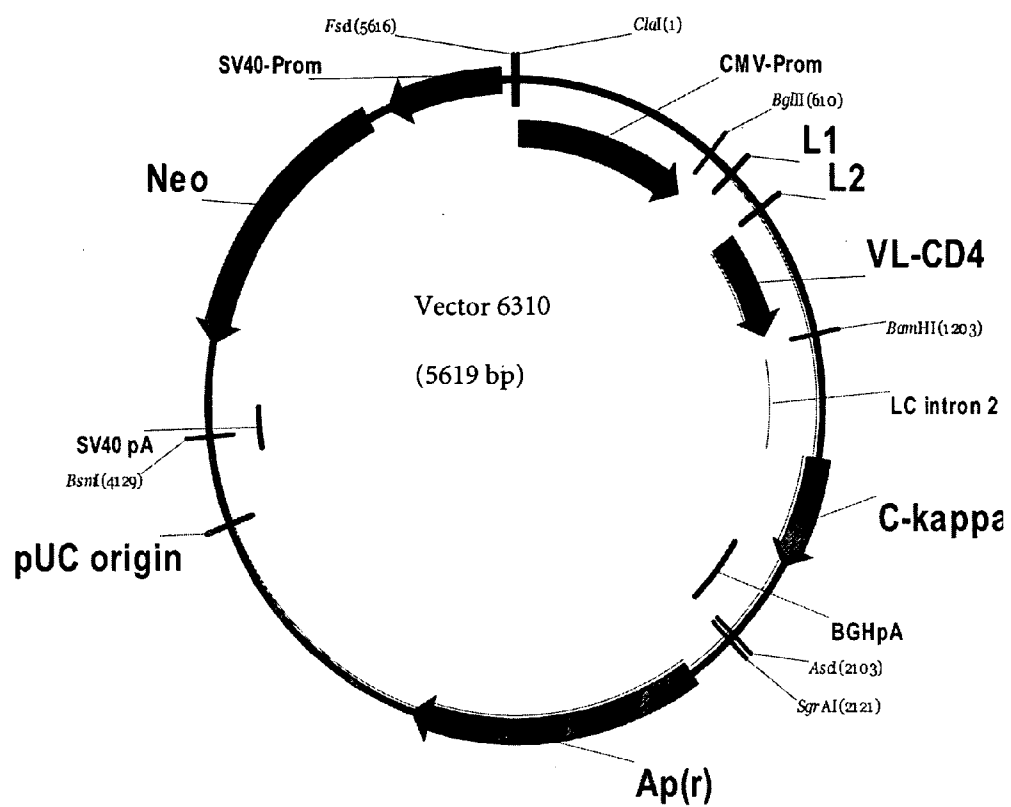 FseI(5616)
ClaI(1)
SV40-Prom
CMV-Prom
BglII(610)
L1
L2
Neo
VL-CD4
Vector 6310
(5619 bp)
BamHI(1203)
LC intron 2
SV40 pA
BsmI(4129)
C-kappa
pUC origin
BGHpA
AscI(2103)
SgrAI(2121)
Ap(r)